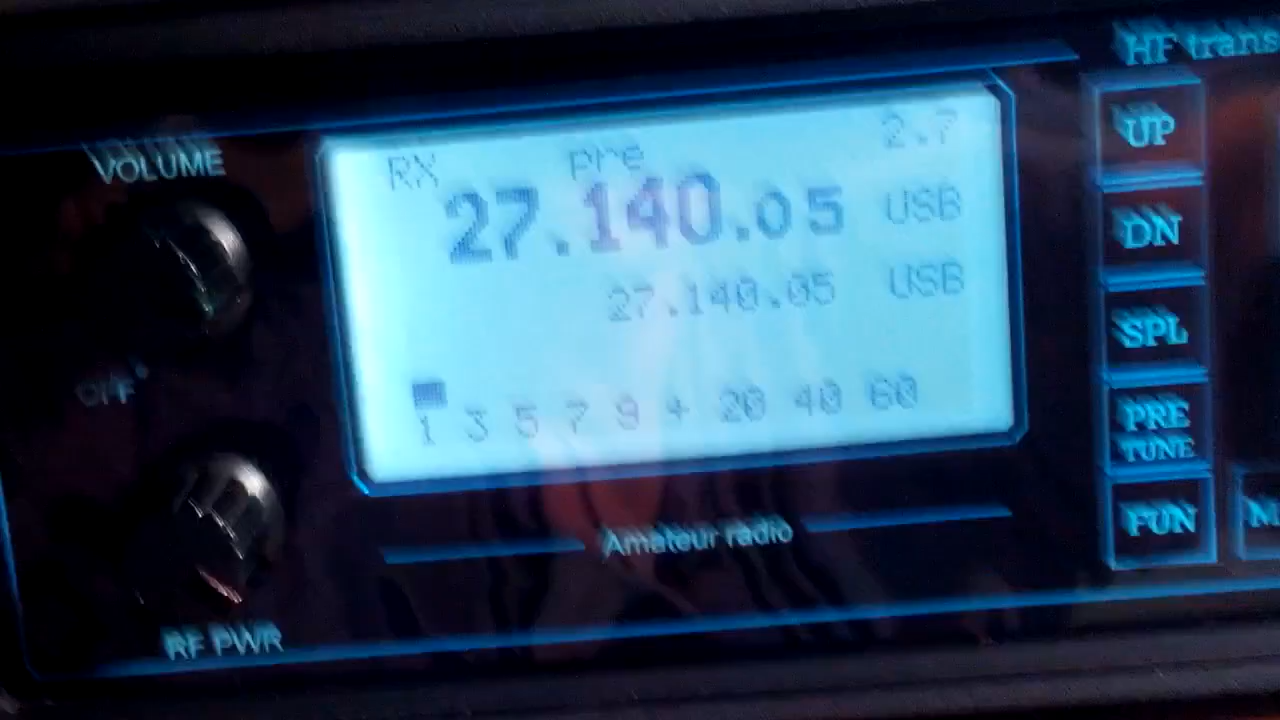 HF trans
VOLUME
OFF
RF PWR
RX pre 2.7
27.140.05 USB
27.140.05 USB
1 3 5 7 9 + 20 40 60
Amateur radio
UP
DN
SPL
PRE
TUNE
FUN
M